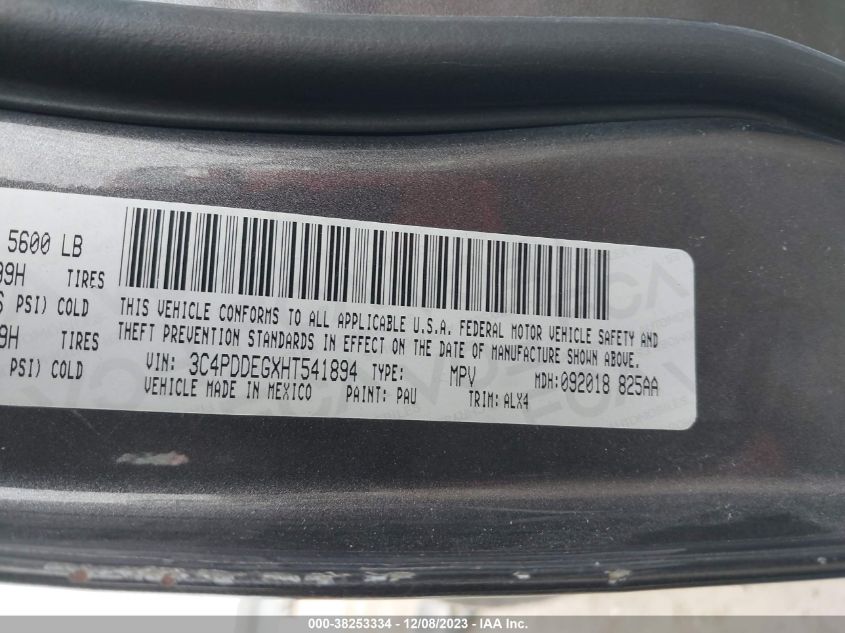 5600 LB
99H TIRES
PSI) COLD
9H TIRES
PSI) COLD
THIS VEHICLE CONFORMS TO ALL APPLICABLE U.S.A. FEDERAL MOTOR VEHICLE SAFETY AND
THEFT PREVENTION STANDARDS IN EFFECT ON THE DATE OF MANUFACTURE SHOWN ABOVE.
VIN: 3C4PDDEGXHT541894 TYPE: MPV MDH:092018 825AA
VEHICLE MADE IN MEXICO PAINT: PAU TRIM:ALX4
000-38253334 - 12/08/2023 - IAA Inc.